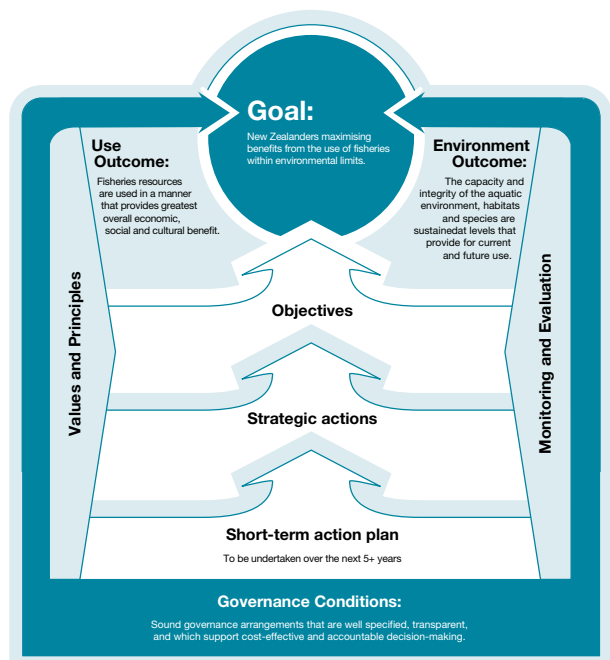 Goal:
New Zealanders maximising
benefits from the use of fisheries
within environmental limits.
Use
Outcome:
Fisheries resources
are used in a manner
that provides greatest
overall economic,
social and cultural benefit.
Environment
Outcome:
The capacity and
integrity of the aquatic
environment, habitats
and species are
sustainedat levels that
provide for current
and future use.
Values and Principles
Monitoring and Evaluation
Objectives
Strategic actions
Short-term action plan
To be undertaken over the next 5+ years
Governance Conditions:
Sound governance arrangements that are well specified, transparent,
and which support cost-effective and accountable decision-making.